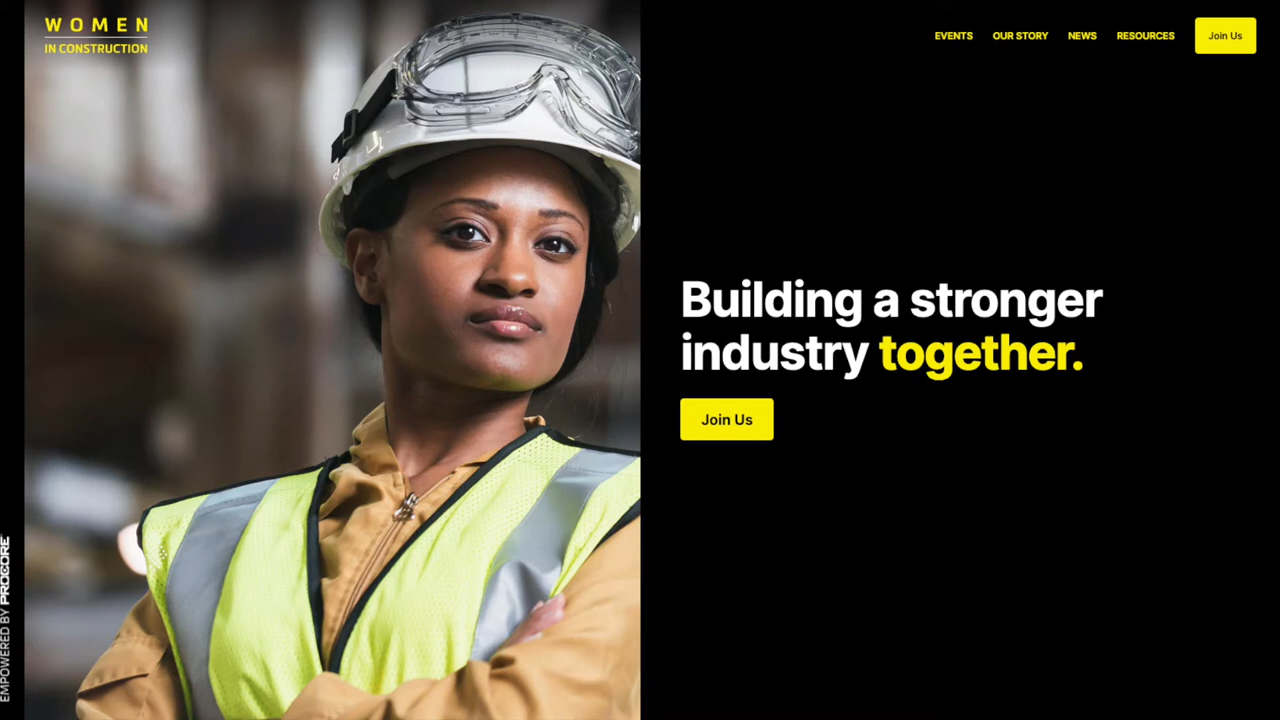 WOMEN
IN CONSTRUCTION
EVENTS
OUR STORY
NEWS
RESOURCES
Join Us
Building a stronger
industry together.
Join Us
EMPOWERED BY PROCORE